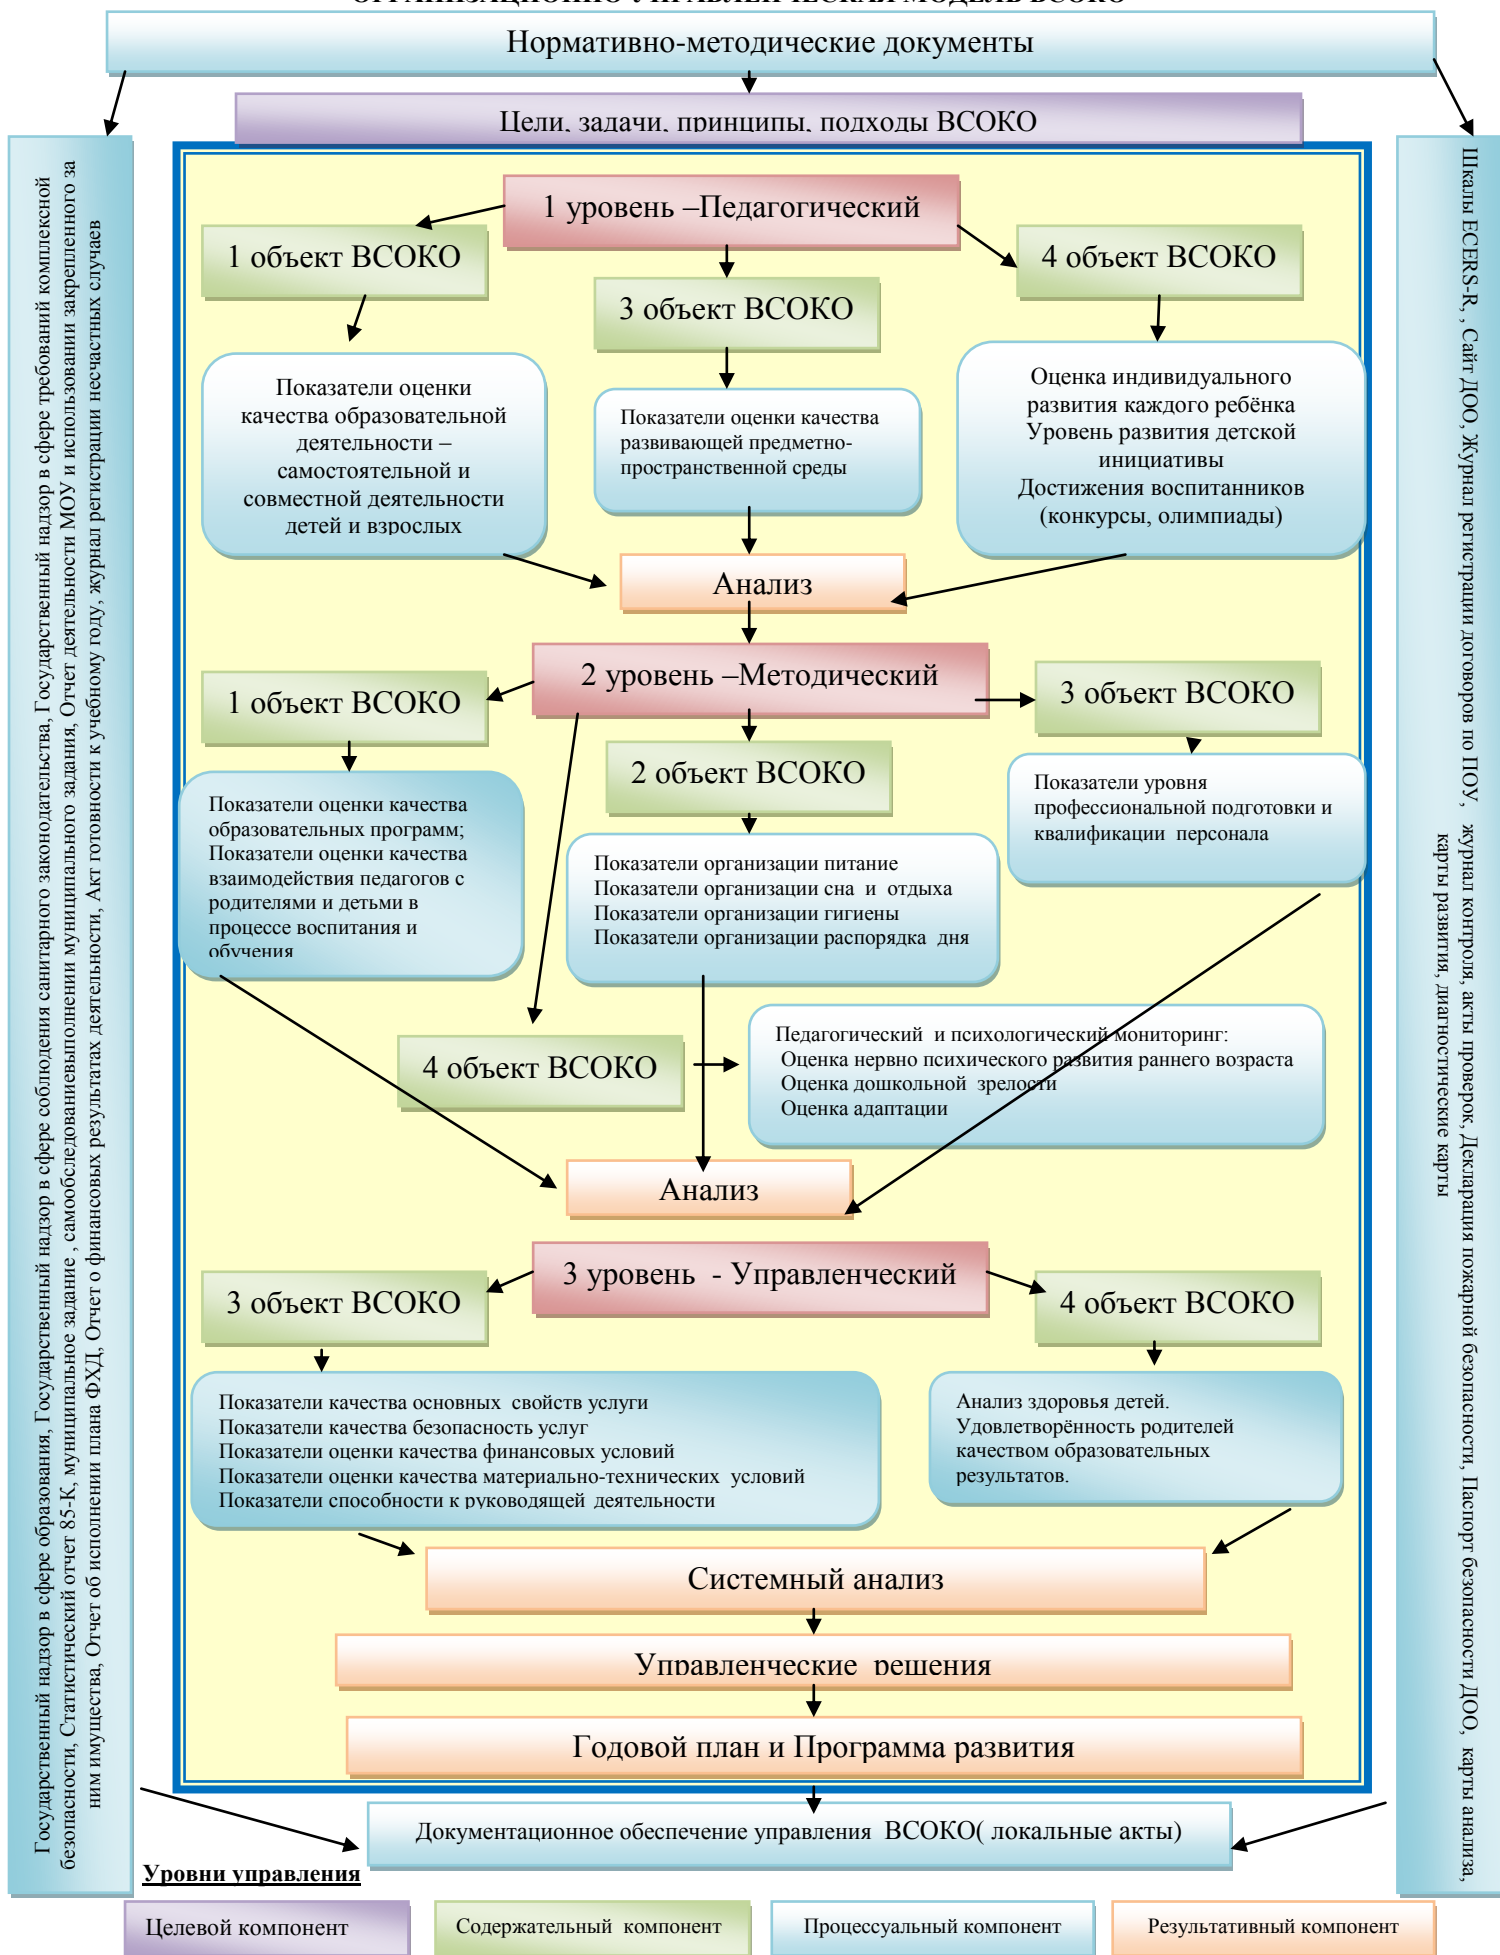 ОРГАНИЗАЦИОННО-УПРАВЛЕНЧЕСКАЯ МОДЕЛЬ ВСОКО
Нормативно-методические документы
Цели, задачи, принципы, подходы ВСОКО
Государственный надзор в сфере образования, Государственный надзор в сфере соблюдения санитарного законодательства, Государственный надзор в сфере требований комплексной
безопасности, Статистический отчет 85-К, муниципальное задание , самообследованиевыполнении муниципального задания, Отчет деятельности МОУ и использовании закрепленного за
ним имущества, Отчет об исполнении плана ФХД, Отчет о финансовых результатах деятельности, Акт готовности к учебному году, журнал регистрации несчастных случаев
1 уровень –Педагогический
1 объект ВСОКО
3 объект ВСОКО
4 объект ВСОКО
Показатели оценки
качества образовательной
деятельности –
самостоятельной и
совместной деятельности
детей и взрослых
Показатели оценки качества
развивающей предметно-
пространственной среды
Оценка индивидуального
развития каждого ребёнка
Уровень развития детской
инициативы
Достижения воспитанников
(конкурсы, олимпиады)
Анализ
2 уровень –Методический
1 объект ВСОКО
2 объект ВСОКО
3 объект ВСОКО
Показатели оценки качества
образовательных программ;
Показатели оценки качества
взаимодействия педагогов с
родителями и детьми в
процессе воспитания и
обучения
Показатели организации питание
Показатели организации сна и отдыха
Показатели организации гигиены
Показатели организации распорядка дня
Показатели уровня
профессиональной подготовки и
квалификации персонала
4 объект ВСОКО
Педагогический и психологический мониторинг:
Оценка нервно психического развития раннего возраста
Оценка дошкольной зрелости
Оценка адаптации
Анализ
3 уровень - Управленческий
3 объект ВСОКО
4 объект ВСОКО
Показатели качества основных свойств услуги
Показатели качества безопасность услуг
Показатели оценки качества финансовых условий
Показатели оценки качества материально-технических условий
Показатели способности к руководящей деятельности
Анализ здоровья детей.
Удовлетворённость родителей
качеством образовательных
результатов.
Системный анализ
Управленческие решения
Годовой план и Программа развития
Шкалы ECERS-R, , Сайт ДОО, Журнал регистрации договоров по ПОУ, журнал контроля, акты проверок, Декларация пожарной безопасности, Паспорт безопасности ДОО, карты анализа,
карты развития, диагностические карты
Документационное обеспечение управления ВСОКО( локальные акты)
Уровни управления
Целевой компонент
Содержательный компонент
Процессуальный компонент
Результативный компонент